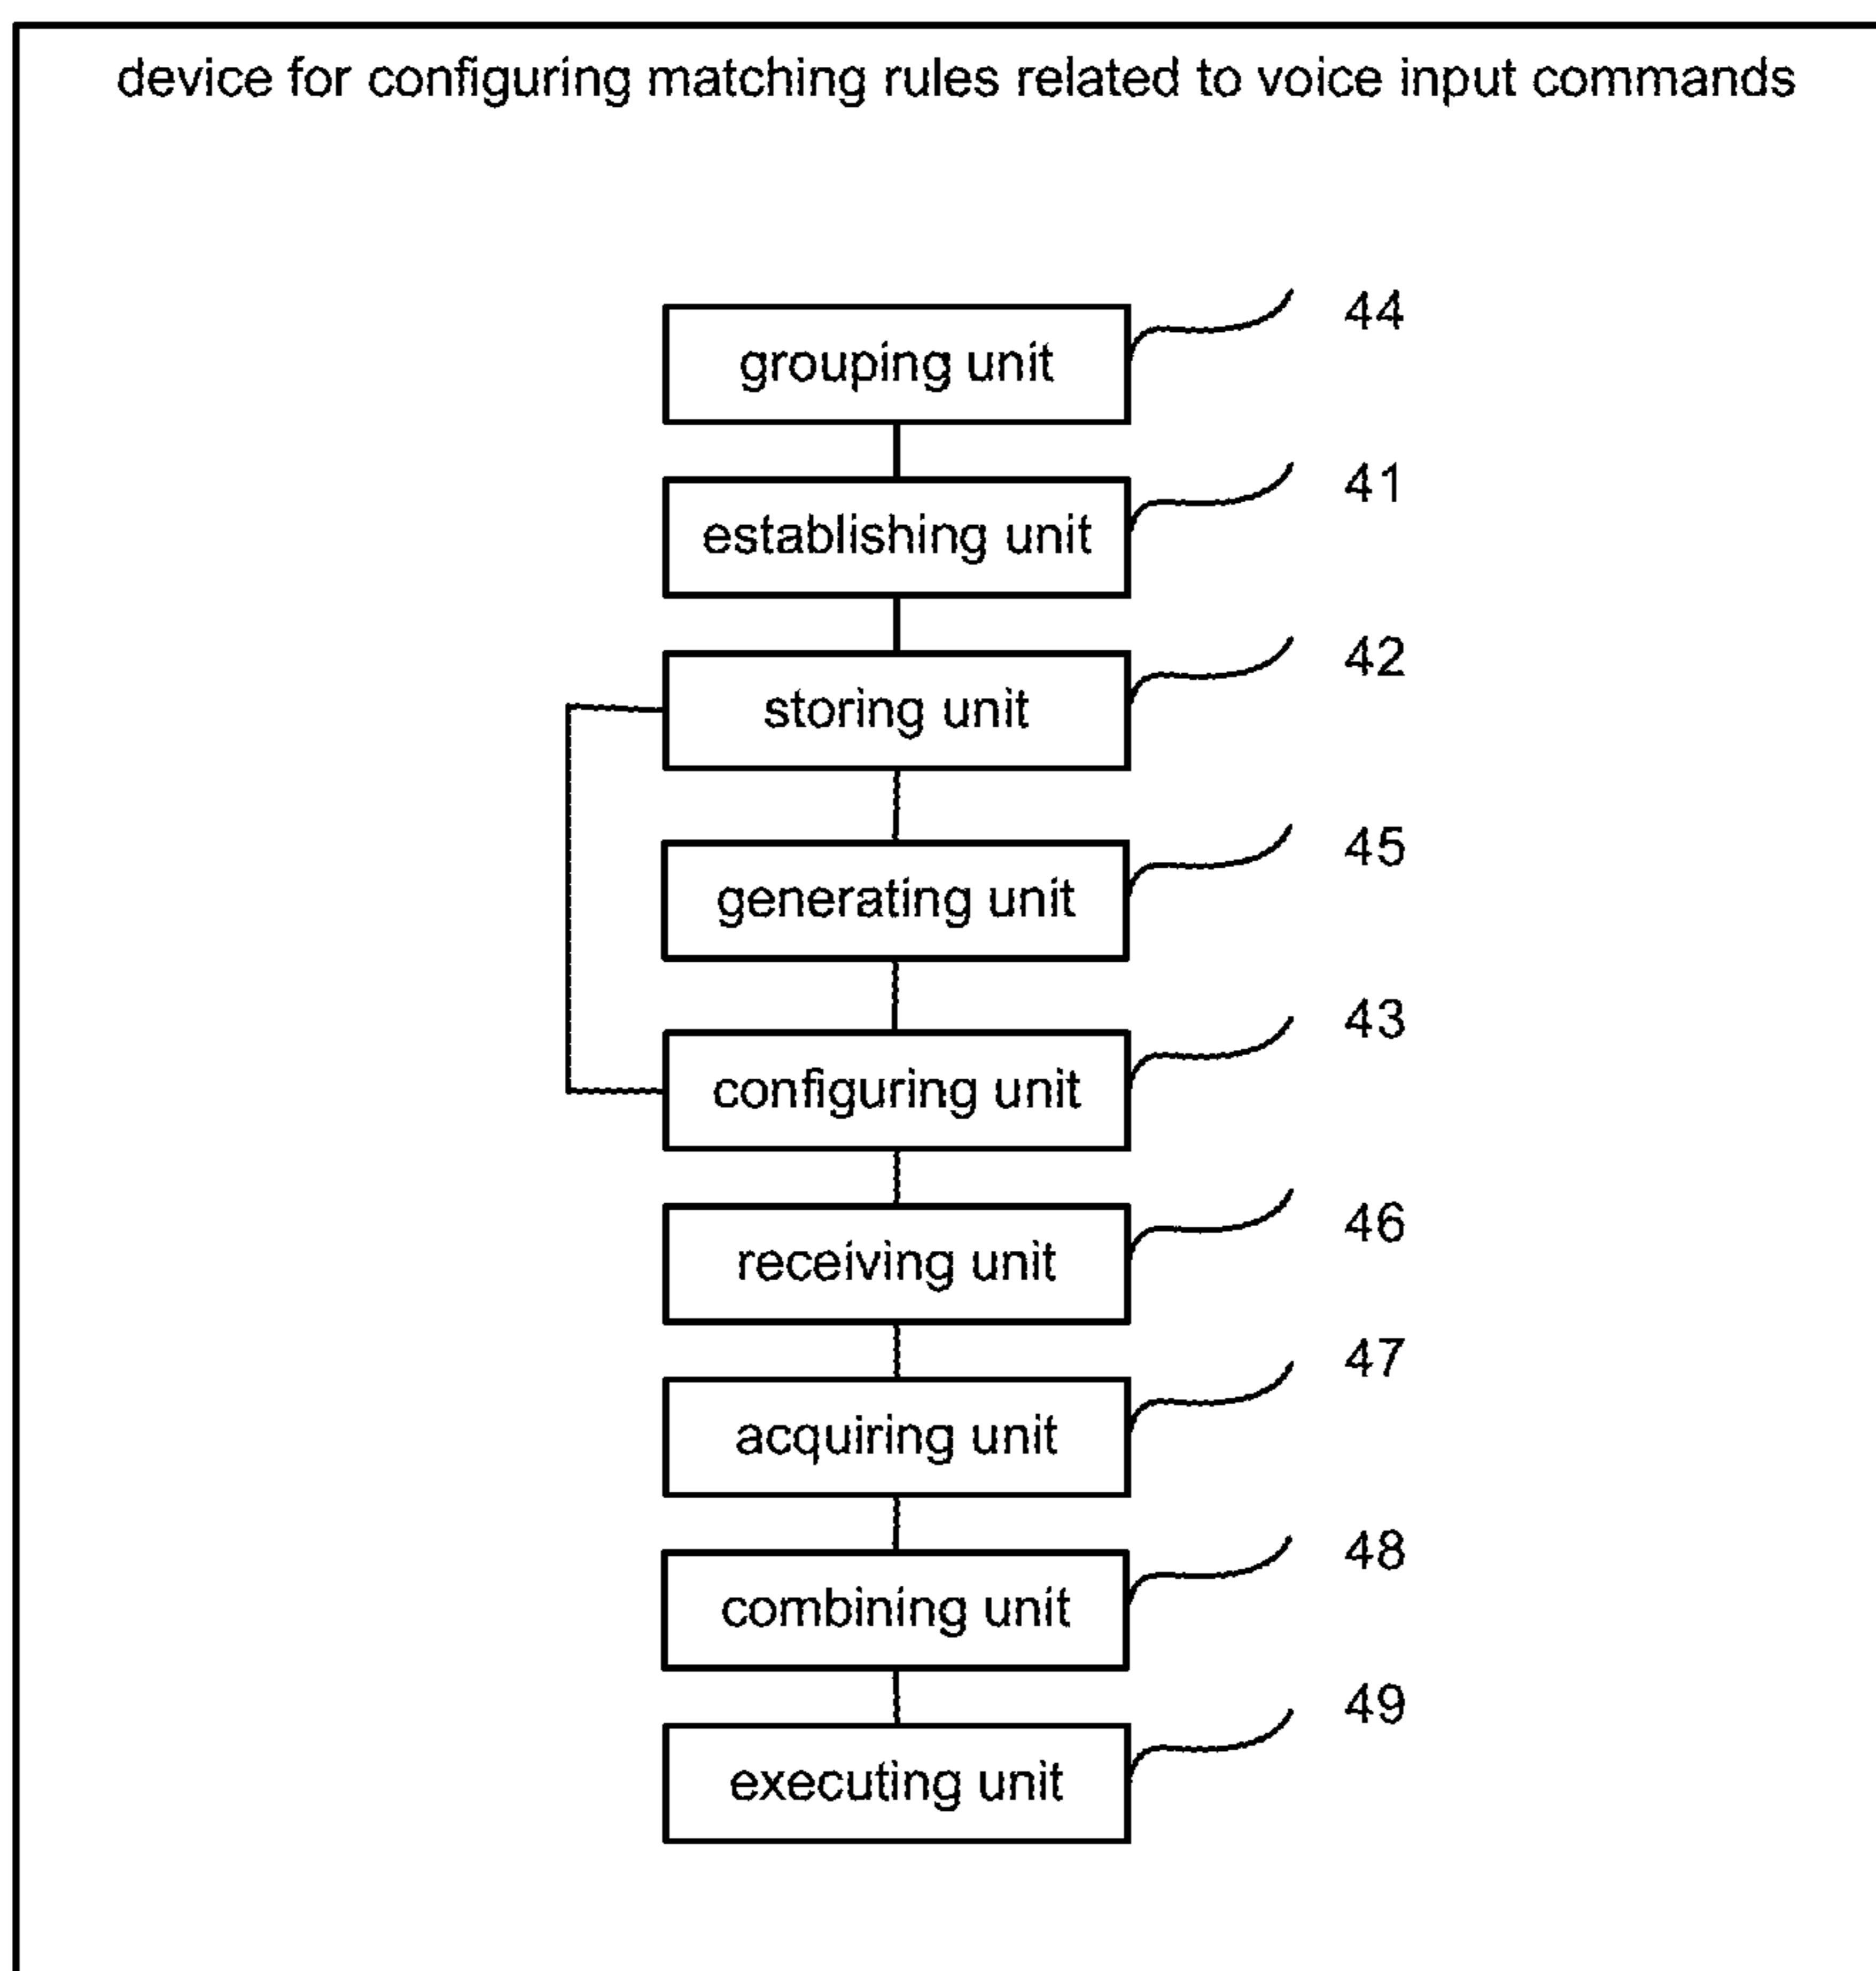 device for configuring matching rules related to voice input commands
grouping unit 44
establishing unit 41
storing unit 42
generating unit 45
configuring unit 43
receiving unit 46
acquiring unit 47
combining unit 48
executing unit 49